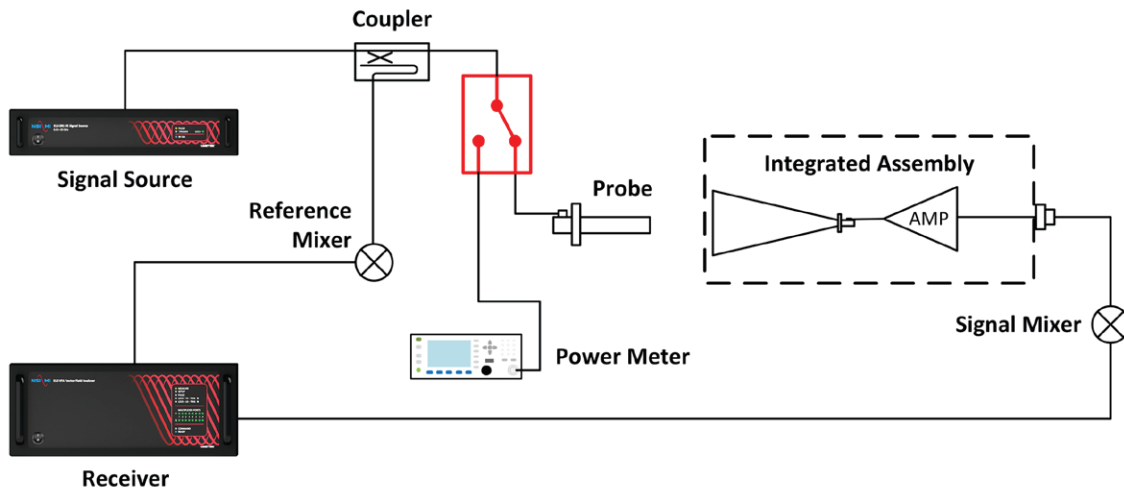 Coupler
Signal Source
Reference
Mixer
Probe
Integrated Assembly
AMP
Signal Mixer
Power Meter
Receiver